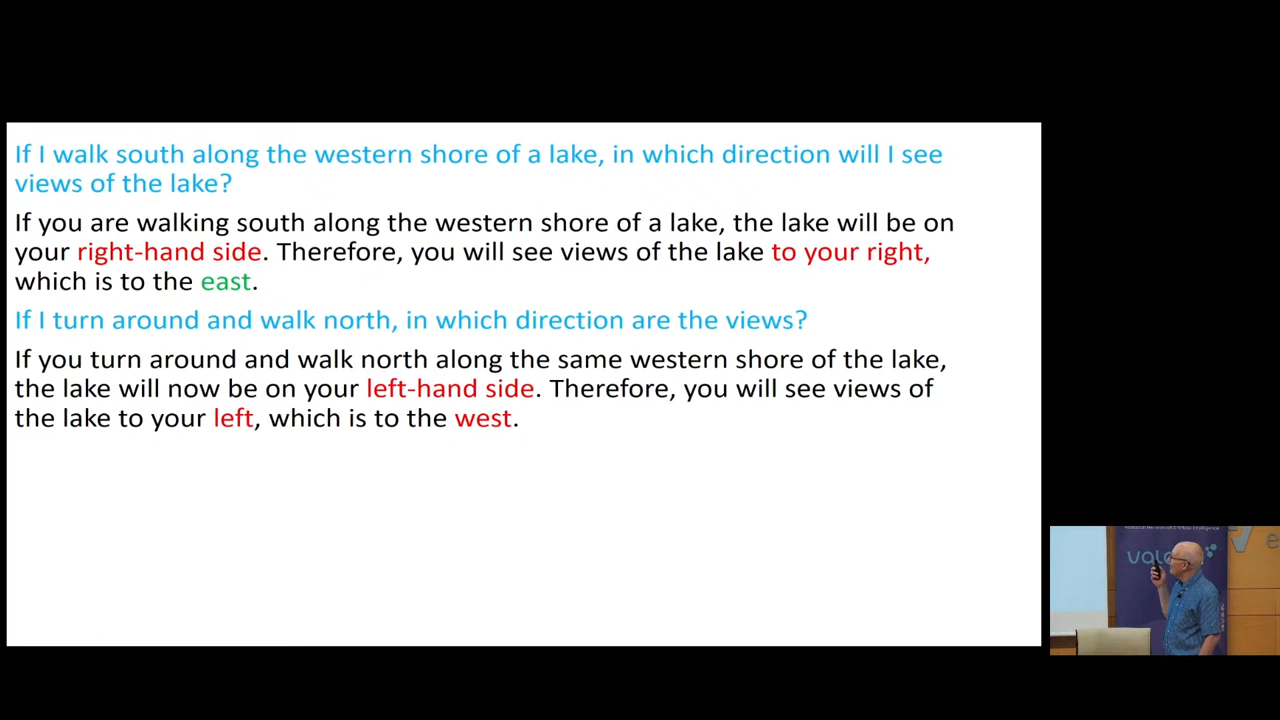 If I walk south along the western shore of a lake, in which direction will I see
views of the lake?
If you are walking south along the western shore of a lake, the lake will be on
your right-hand side. Therefore, you will see views of the lake to your right,
which is to the east.
If I turn around and walk north, in which direction are the views?
If you turn around and walk north along the same western shore of the lake,
the lake will now be on your left-hand side. Therefore, you will see views of
the lake to your left, which is to the west.